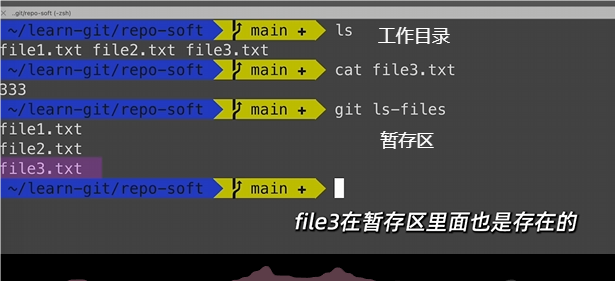 ..git/repo-soft (-zsh)
~/learn-git/repo-soft main + ls 工作目录
file1.txt file2.txt file3.txt
~/learn-git/repo-soft main + cat file3.txt
333
~/learn-git/repo-soft main + git ls-files
file1.txt 暂存区
file2.txt
file3.txt
~/learn-git/repo-soft main +
file3在暂存区里面也是存在的